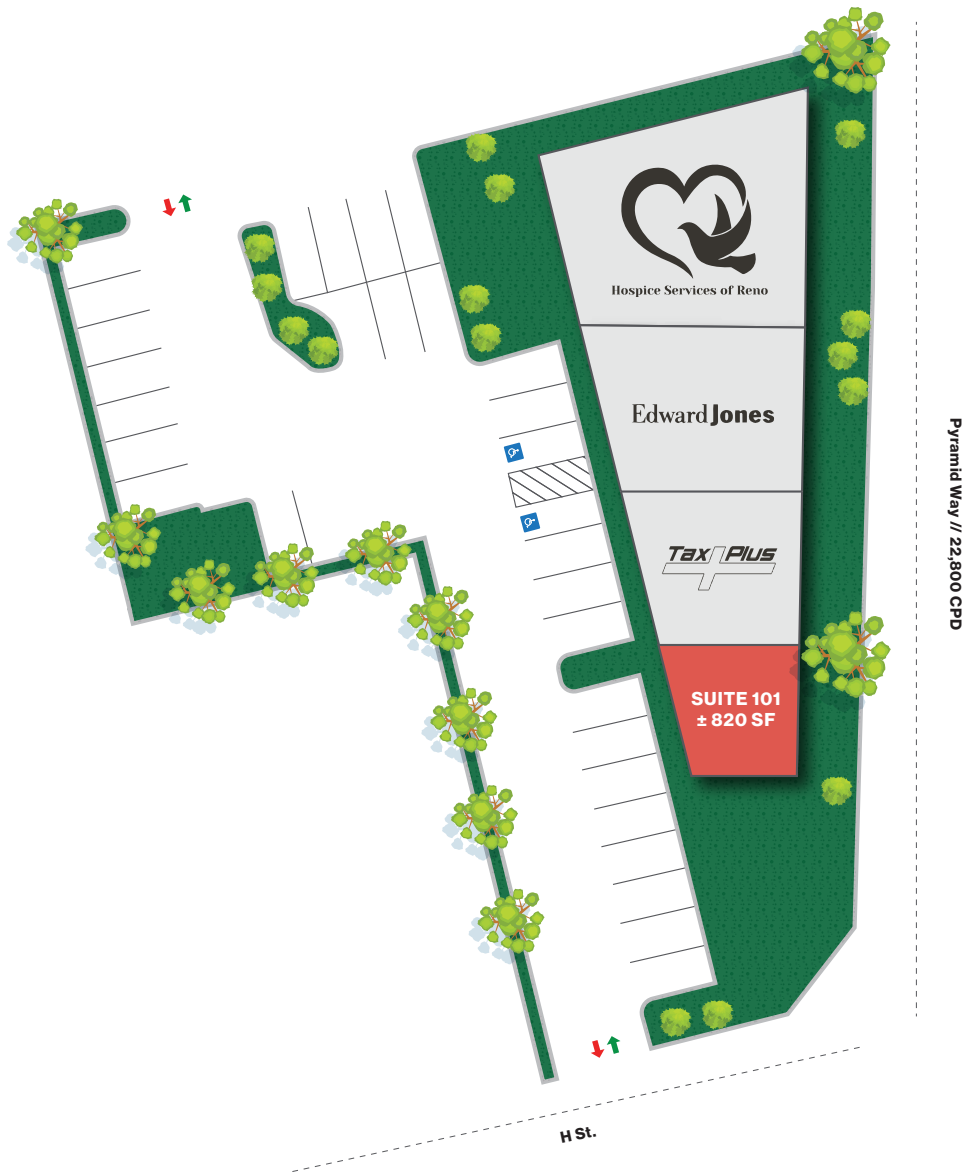 Hospice Services of Reno
Edward Jones
Tax Plus
SUITE 101
± 820 SF
Pyramid Way // 22,800 CPD
H St.